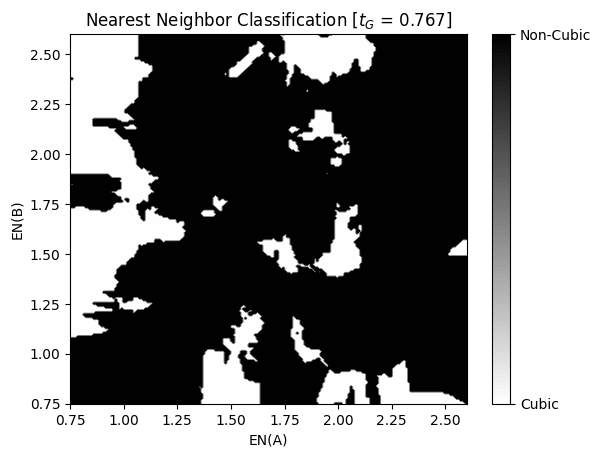 Nearest Neighbor Classification [t_G = 0.767]
2.50
2.25
2.00
1.75
1.50
1.25
1.00
0.75
EN(B)
0.75 1.00 1.25 1.50 1.75 2.00 2.25 2.50
EN(A)
Non-Cubic
Cubic